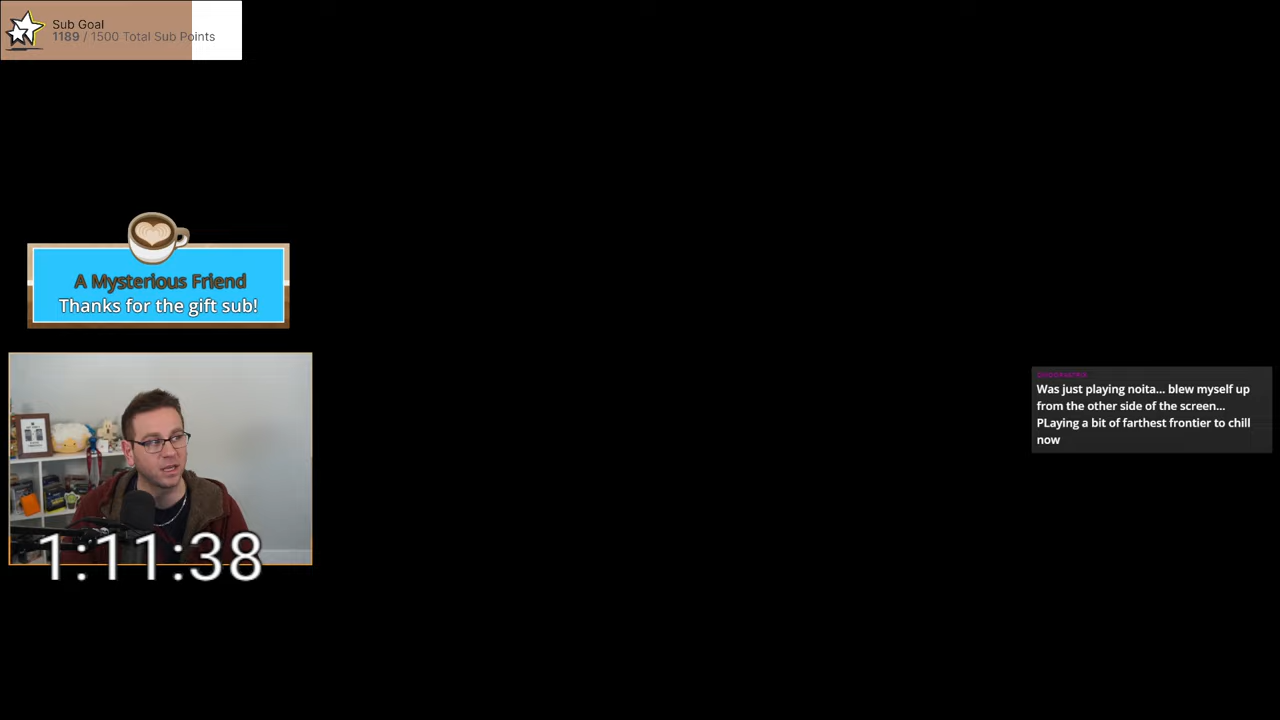 Sub Goal
1189 / 1500 Total Sub Points
A Mysterious Friend
Thanks for the gift sub!
1:11:38
Was just playing noita... blew myself up
from the other side of the screen...
PLaying a bit of farthest frontier to chill
now